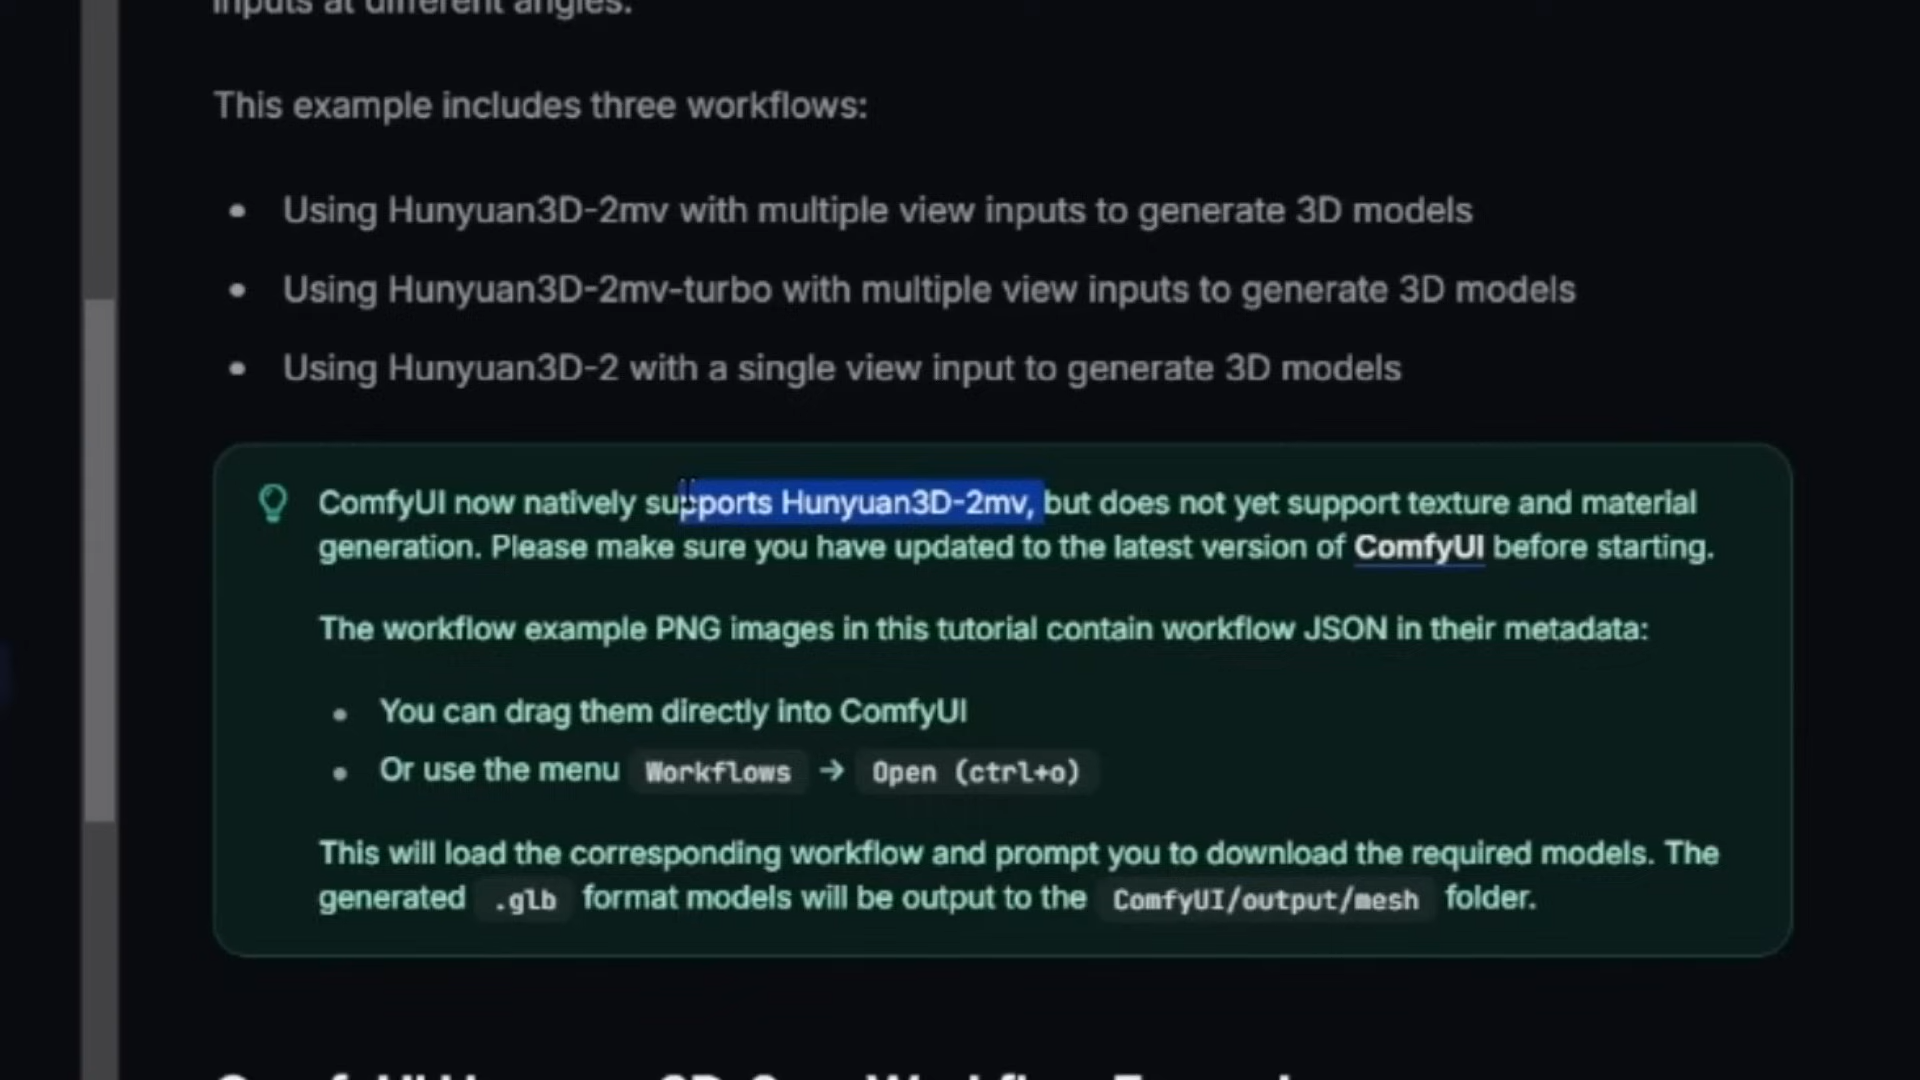 inputs at different angles.
This example includes three workflows:
• Using Hunyuan3D-2mv with multiple view inputs to generate 3D models
• Using Hunyuan3D-2mv-turbo with multiple view inputs to generate 3D models
• Using Hunyuan3D-2 with a single view input to generate 3D models
ComfyUI now natively supports Hunyuan3D-2mv, but does not yet support texture and material
generation. Please make sure you have updated to the latest version of ComfyUI before starting.
The workflow example PNG images in this tutorial contain workflow JSON in their metadata:
• You can drag them directly into ComfyUI
• Or use the menu Workflows → Open (ctrl+o)
This will load the corresponding workflow and prompt you to download the required models. The
generated .glb format models will be output to the ComfyUI/output/mesh folder.